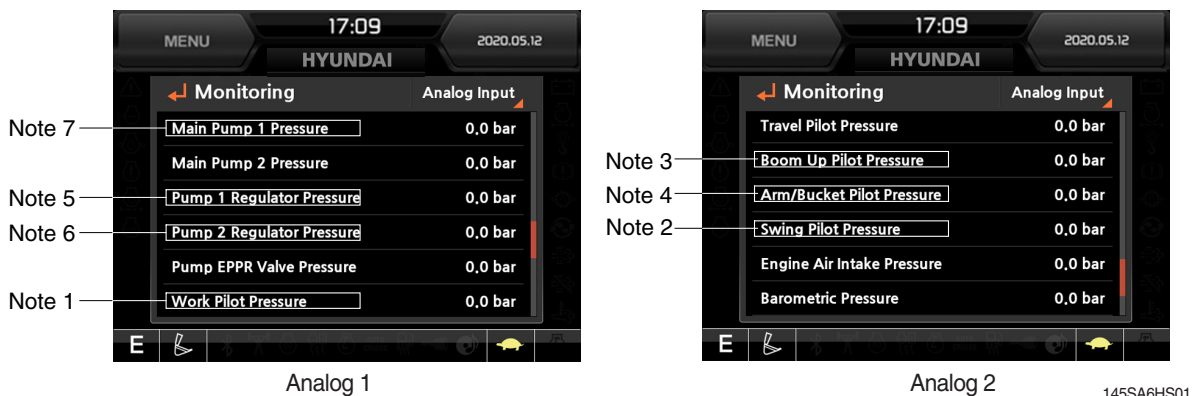 MENU
17:09
2020.05.12
HYUNDAI
Monitoring
Analog Input
Note 7
Main Pump 1 Pressure
0.0 bar
Main Pump 2 Pressure
0.0 bar
Note 5
Pump 1 Regulator Pressure
0.0 bar
Note 6
Pump 2 Regulator Pressure
0.0 bar
Pump EPPR Valve Pressure
0.0 bar
Note 1
Work Pilot Pressure
0.0 bar
E
Analog 1
MENU
17:09
2020.05.12
HYUNDAI
Monitoring
Analog Input
Travel Pilot Pressure
0.0 bar
Note 3
Boom Up Pilot Pressure
0.0 bar
Note 4
Arm/Bucket Pilot Pressure
0.0 bar
Note 2
Swing Pilot Pressure
0.0 bar
Engine Air Intake Pressure
0.0 bar
Barometric Pressure
0.0 bar
E
Analog 2
145SA6HS01